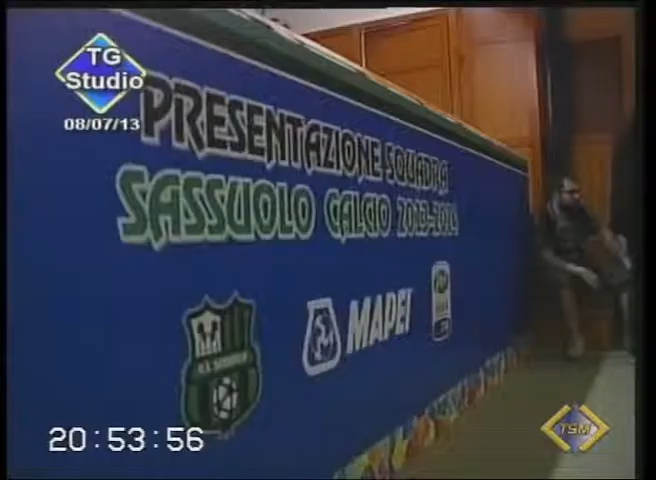 TG
Studio
08/07/13
PRESENTAZIONE SQUADRA
SASSUOLO CALCIO 2013-2014
MAPEI
20:53:56
TSM